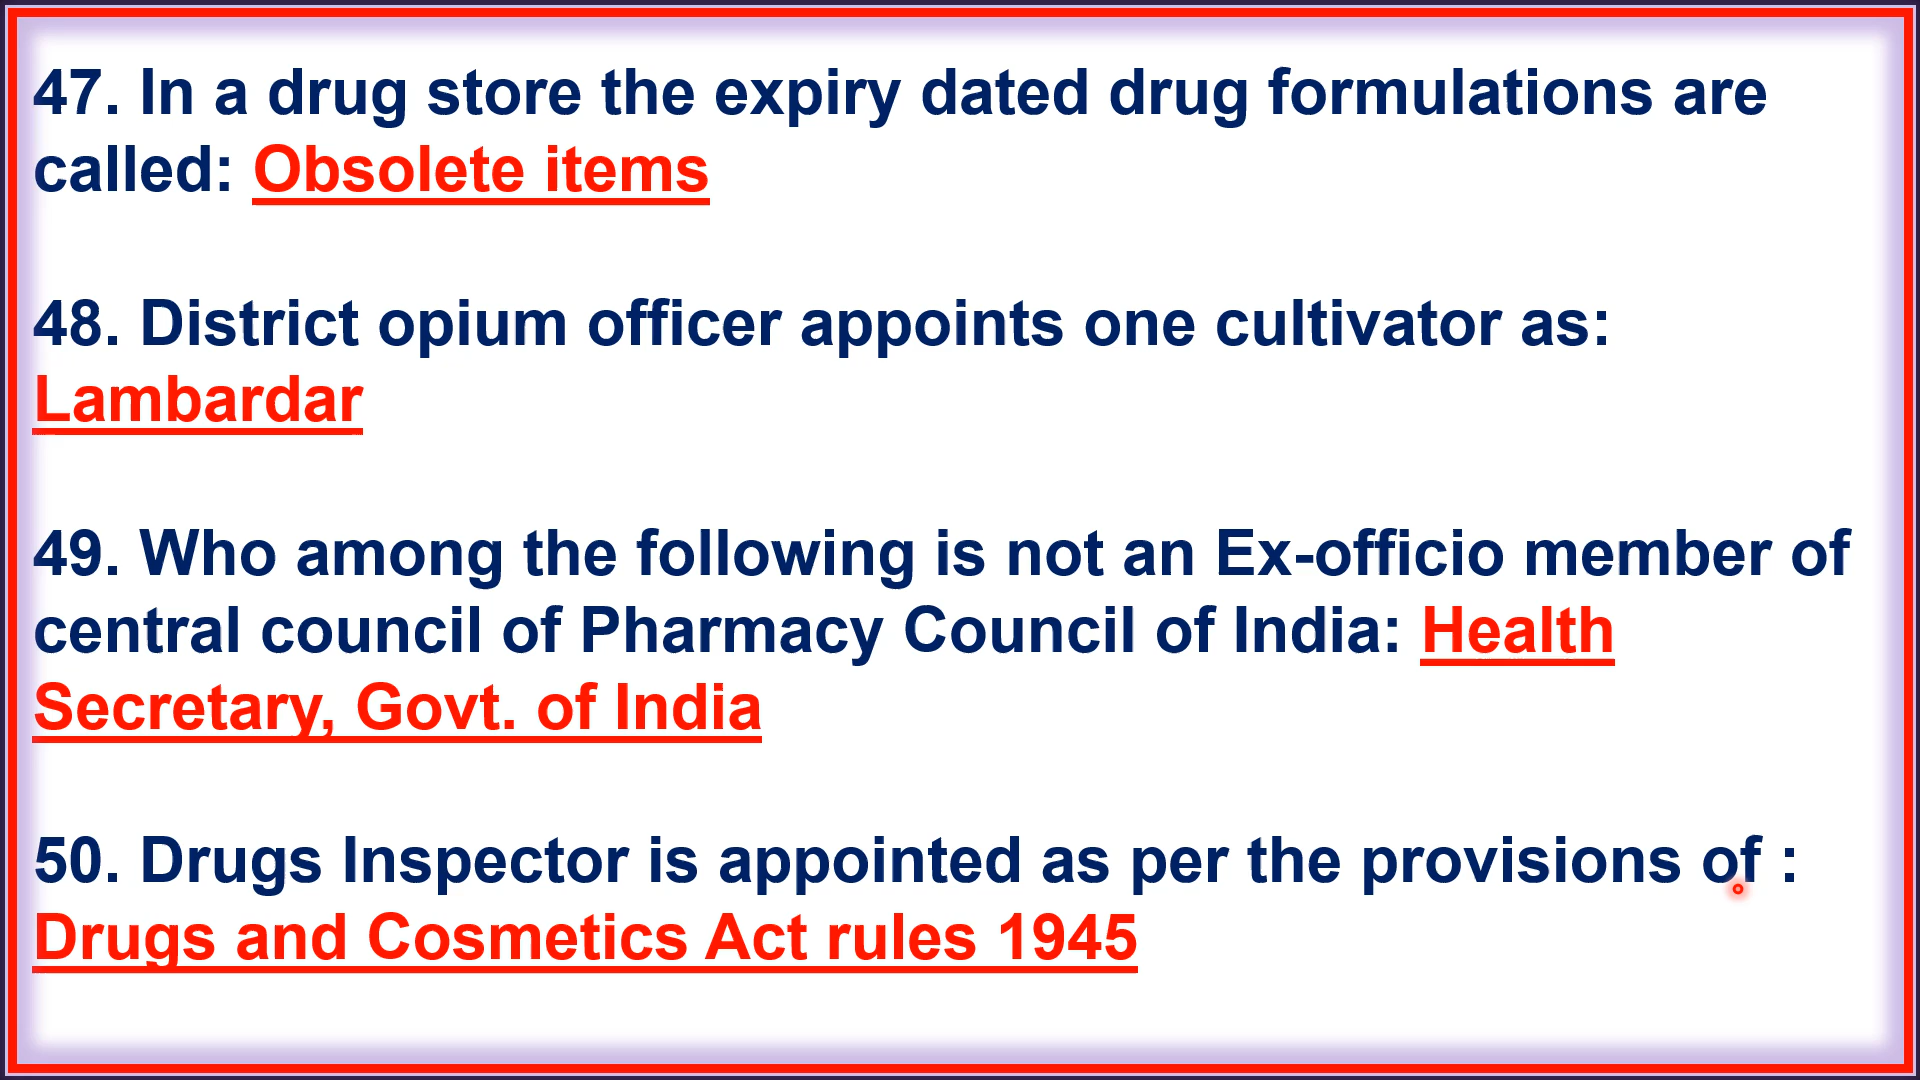 47. In a drug store the expiry dated drug formulations are
called: Obsolete items
48. District opium officer appoints one cultivator as:
Lambardar
49. Who among the following is not an Ex-officio member of
central council of Pharmacy Council of India: Health
Secretary, Govt. of India
50. Drugs Inspector is appointed as per the provisions of :
Drugs and Cosmetics Act rules 1945